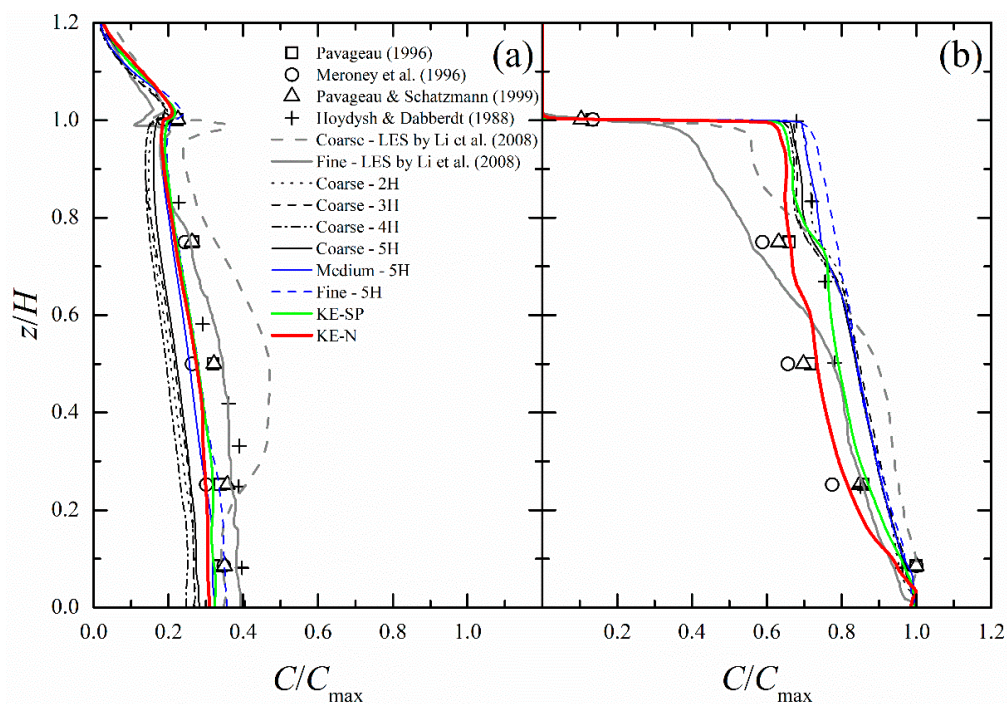 z/H
1.2
1.0
0.8
0.6
0.4
0.2
0.0
(a)
Pavageau (1996)
Meroney et al. (1996)
Pavageau & Schatzmann (1999)
Hoydysh & Dabberdt (1988)
Coarse - LES by Li et al. (2008)
Fine - LES by Li et al. (2008)
Coarse - 2H
Coarse - 3H
Coarse - 4H
Coarse - 5H
Medium - 5H
Fine - 5H
KE-SP
KE-N
(b)
0.0 0.2 0.4 0.6 0.8 1.0
0.2 0.4 0.6 0.8 1.0 1.2
C/Cmax
C/Cmax